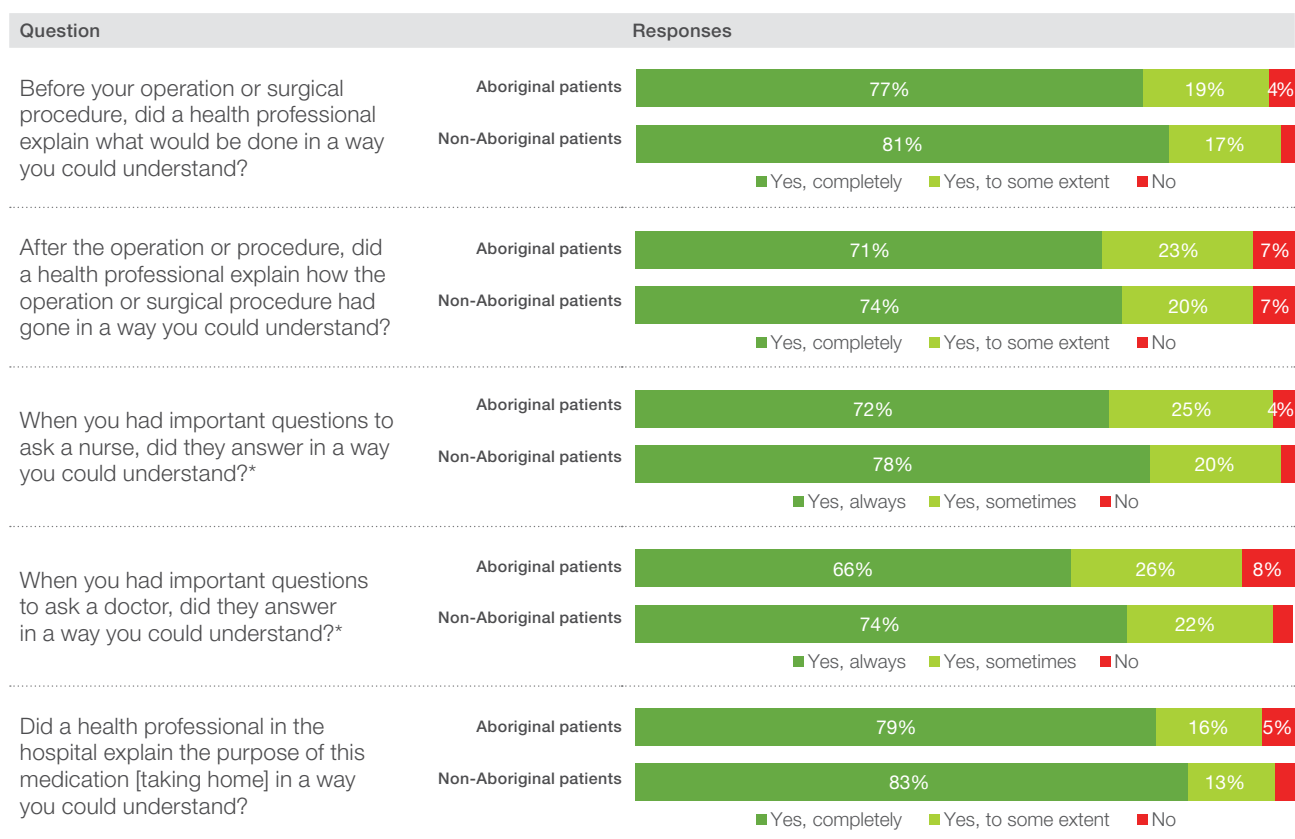 Question Responses
Before your operation or surgical
procedure, did a health professional
explain what would be done in a way
you could understand?
Aboriginal patients 77% 19% 4%
Non-Aboriginal patients 81% 17%
Yes, completely Yes, to some extent No
After the operation or procedure, did
a health professional explain how the
operation or surgical procedure had
gone in a way you could understand?
Aboriginal patients 71% 23% 7%
Non-Aboriginal patients 74% 20% 7%
Yes, completely Yes, to some extent No
When you had important questions to
ask a nurse, did they answer in a way
you could understand?*
Aboriginal patients 72% 25% 4%
Non-Aboriginal patients 78% 20%
Yes, always Yes, sometimes No
When you had important questions
to ask a doctor, did they answer
in a way you could understand?*
Aboriginal patients 66% 26% 8%
Non-Aboriginal patients 74% 22%
Yes, always Yes, sometimes No
Did a health professional in the
hospital explain the purpose of this
medication [taking home] in a way
you could understand?
Aboriginal patients 79% 16% 5%
Non-Aboriginal patients 83% 13%
Yes, completely Yes, to some extent No